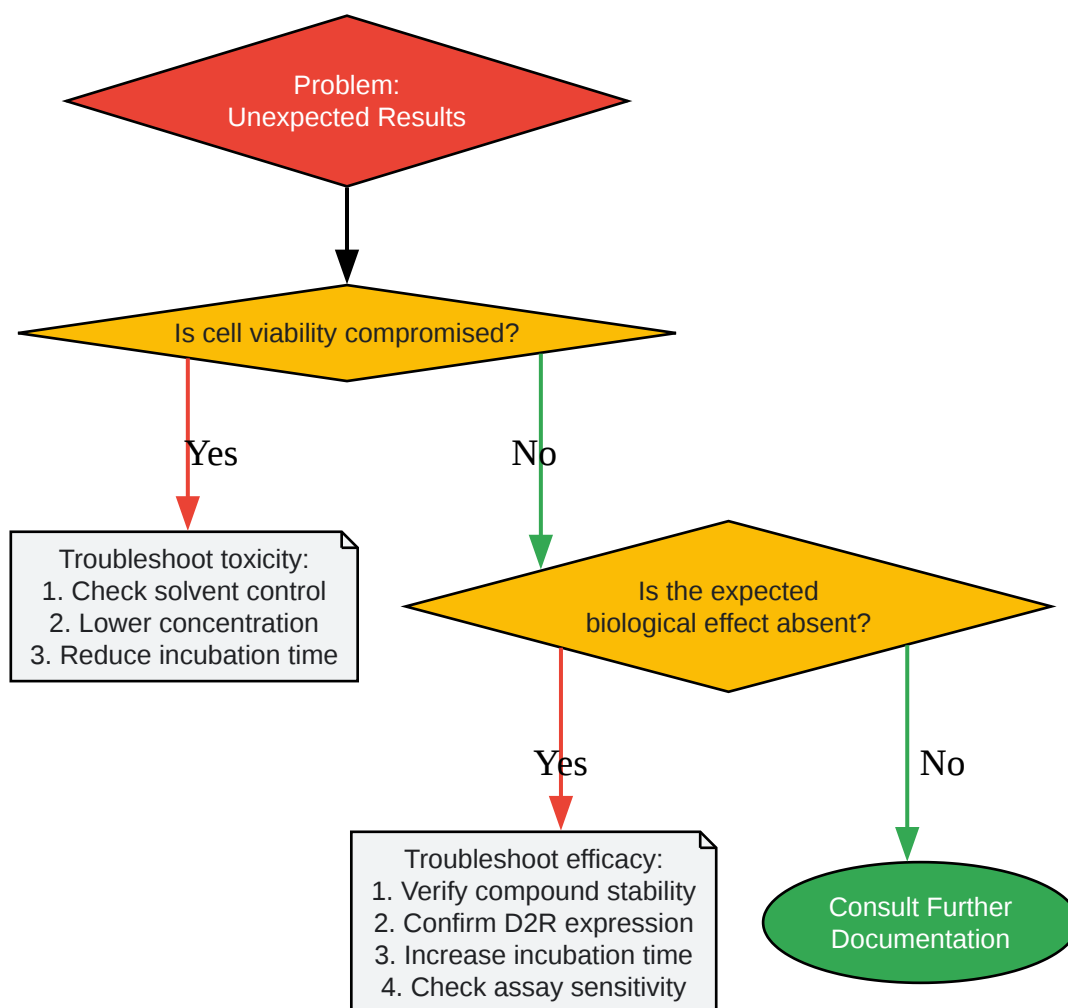 Problem:
Unexpected Results
Is cell viability compromised?
Yes
No
Troubleshoot toxicity:
1. Check solvent control
2. Lower concentration
3. Reduce incubation time
Is the expected
biological effect absent?
Yes
No
Troubleshoot efficacy:
1. Verify compound stability
2. Confirm D2R expression
3. Increase incubation time
4. Check assay sensitivity
Consult Further
Documentation